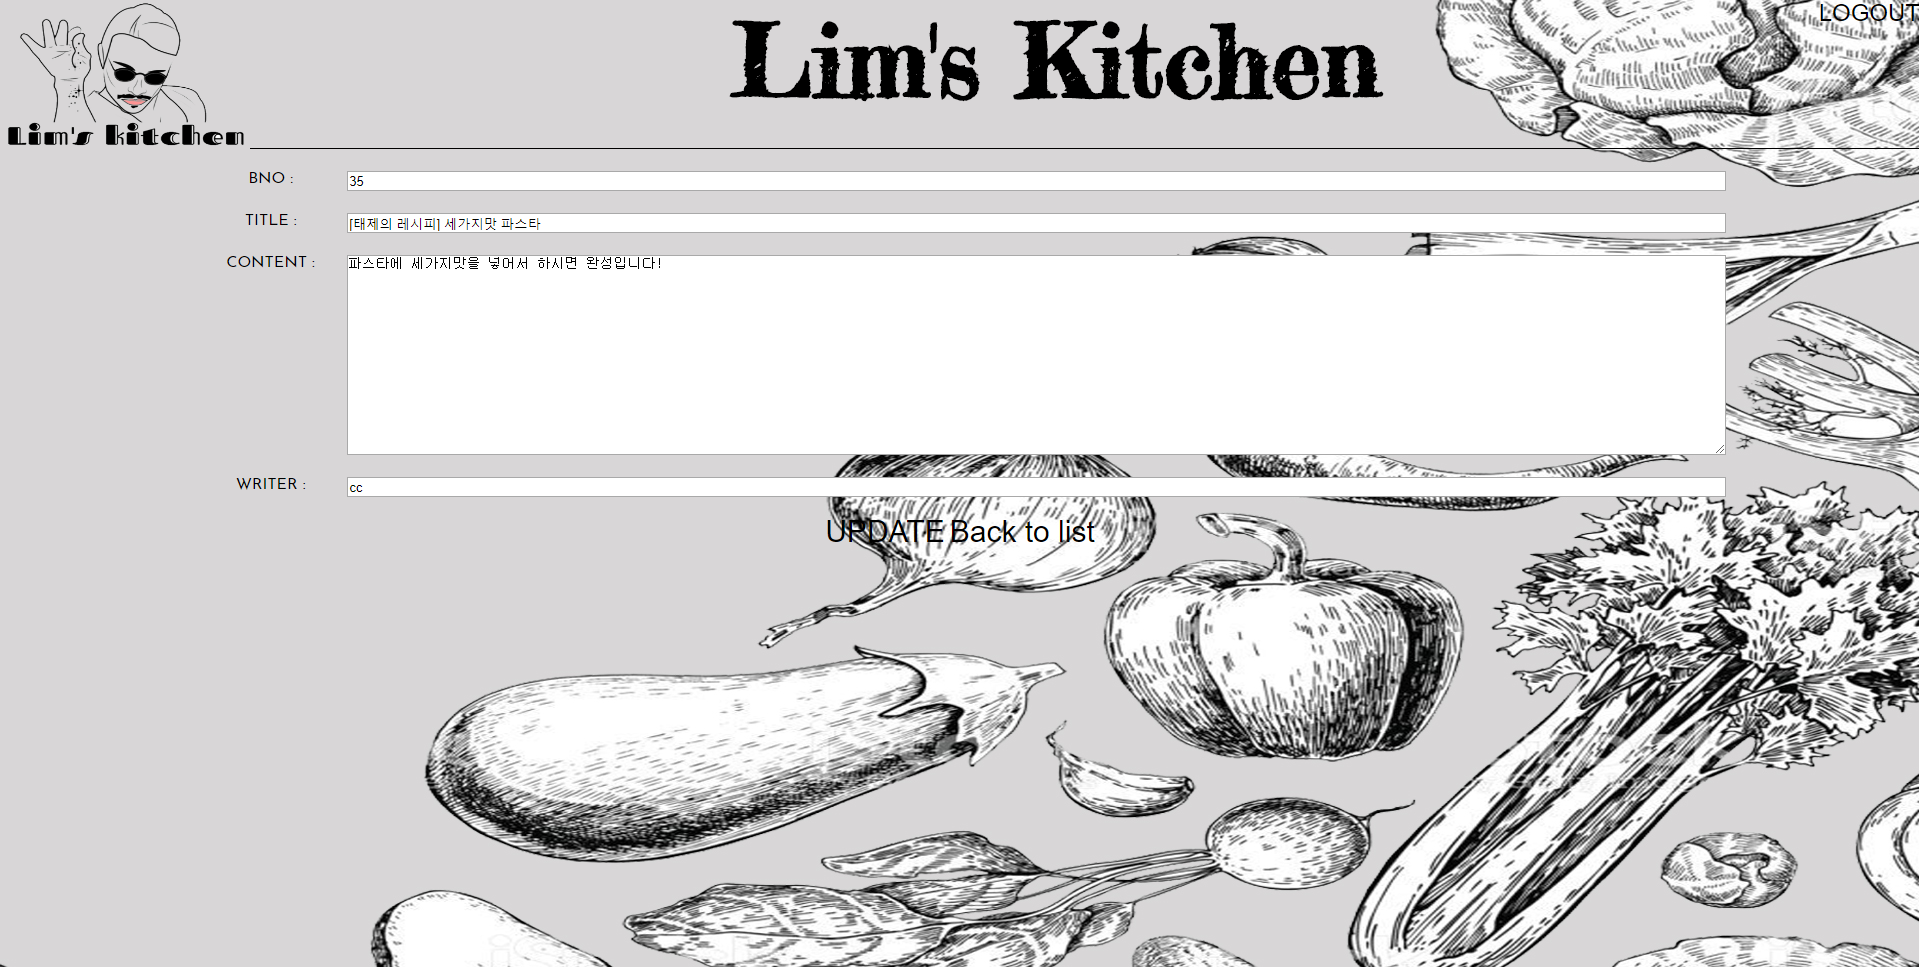 LOGOUT
Lim's Kitchen
Lim's kitchen
BNO :
35
TITLE :
[태제의 레시피] 세가지맛 파스타
CONTENT :
파스타에 세가지맛을 넣어서 하시면 완성입니다!
WRITER :
cc
UPDATE Back to list